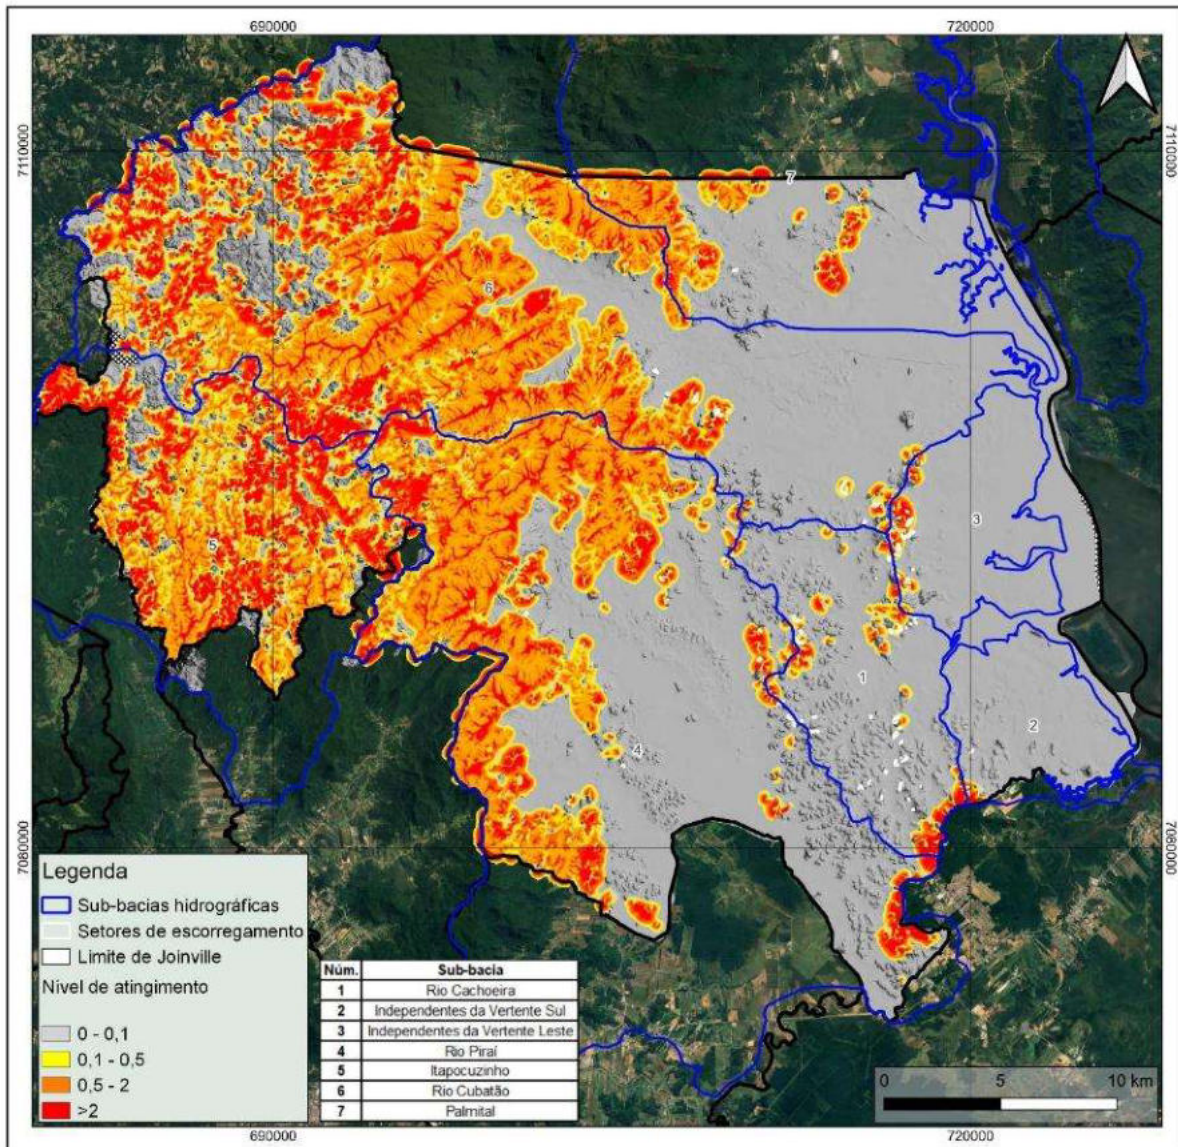 690000
720000
7110000
7110000
7
6
3
5
1
2
4
7080000
7080000
Legenda
Sub-bacias hidrográficas
Setores de escorregamento
Limite de Joinville
Nivel de atingimento
0 - 0,1
0,1 - 0,5
0,5 - 2
>2
Núm. Sub-bacia
1 Rio Cachoeira
2 Independentes da Vertente Sul
3 Independentes da Vertente Leste
4 Rio Piraí
5 Itapocuzinho
6 Rio Cubatão
7 Palmital
0 5 10 km
690000
720000